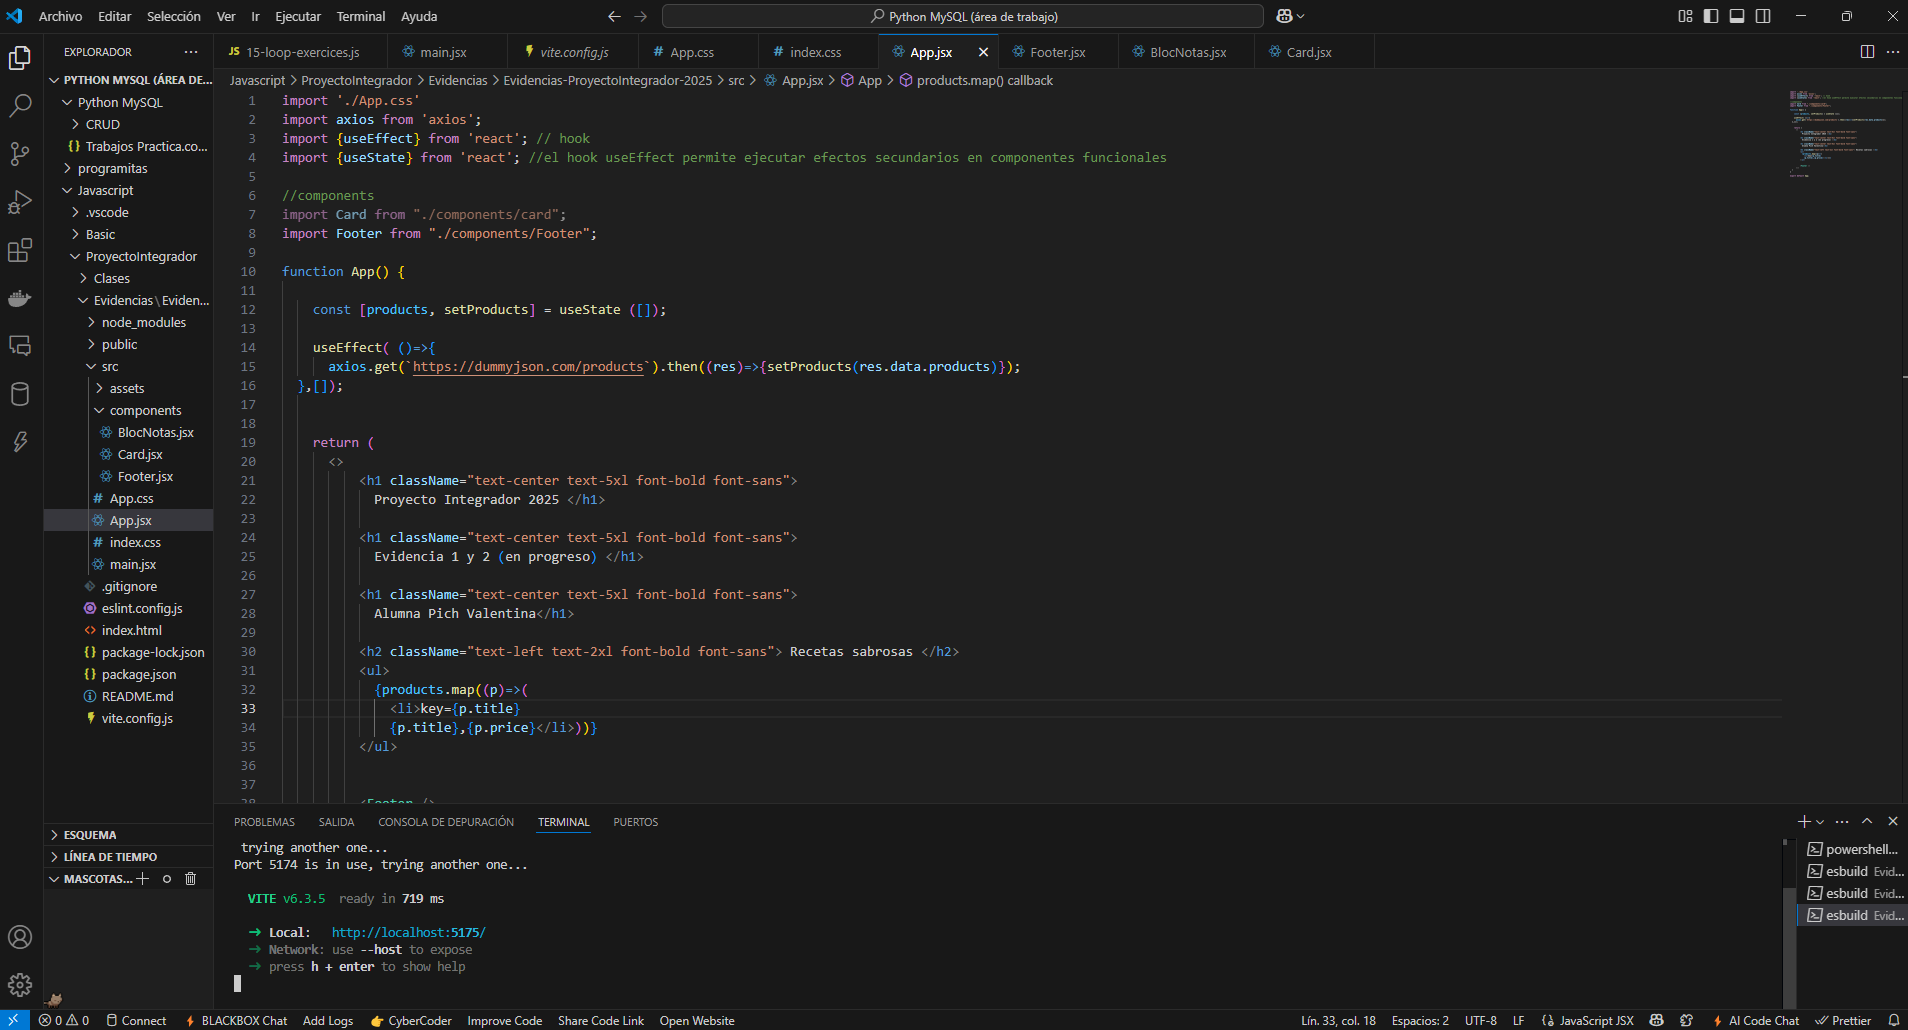 Archivo Editar Selección Ver Ir Ejecutar Terminal Ayuda
Python MySQL (área de trabajo)
EXPLORADOR
PYTHON MYSQL (ÁREA DE...
Python MySQL
CRUD
Trabajos Practica.co...
programitas
Javascript
.vscode
Basic
ProyectoIntegrador
Clases
Evidencias\Eviden...
node_modules
public
src
assets
components
BlocNotas.jsx
Card.jsx
Footer.jsx
App.css
App.jsx
index.css
main.jsx
.gitignore
eslint.config.js
index.html
package-lock.json
package.json
README.md
vite.config.js
ESQUEMA
LÍNEA DE TIEMPO
MASCOTAS...
15-loop-exercices.js main.jsx vite.config.js App.css index.css App.jsx Footer.jsx BlocNotas.jsx Card.jsx
Javascript > ProyectoIntegrador > Evidencias > Evidencias-ProyectoIntegrador-2025 > src > App.jsx > App > products.map() callback
1 import './App.css'
2 import axios from 'axios';
3 import {useEffect} from 'react'; // hook
4 import {useState} from 'react'; //el hook useEffect permite ejecutar efectos secundarios en componentes funcionales
5
6 //components
7 import Card from "./components/card";
8 import Footer from "./components/Footer";
9
10 function App() {
11
12 const [products, setProducts] = useState ([]);
13
14 useEffect( ()=>{
15 axios.get(`https://dummyjson.com/products`).then((res)=>{setProducts(res.data.products)});
16 },[]);
17
18
19 return (
20 <>
21 <h1 className="text-center text-5xl font-bold font-sans">
22 Proyecto Integrador 2025 </h1>
23
24 <h1 className="text-center text-5xl font-bold font-sans">
25 Evidencia 1 y 2 (en progreso) </h1>
26
27 <h1 className="text-center text-5xl font-bold font-sans">
28 Alumna Pich Valentina</h1>
29
30 <h2 className="text-left text-2xl font-bold font-sans"> Recetas sabrosas </h2>
31 <ul>
32 {products.map((p)=>(
33 <li>key={p.title}
34 {p.title},{p.price}</li>))}
35 </ul>
36
37
38 <Footer />
PROBLEMAS SALIDA CONSOLA DE DEPURACIÓN TERMINAL PUERTOS
trying another one...
Port 5174 is in use, trying another one...
VITE v6.3.5 ready in 719 ms
➜ Local: http://localhost:5175/
➜ Network: use --host to expose
➜ press h + enter to show help
powershell...
esbuild Evid...
esbuild Evid...
esbuild Evid...
0 0 Connect BLACKBOX Chat Add Logs CyberCoder Improve Code Share Code Link Open Website
Lín. 33, col. 18 Espacios: 2 UTF-8 LF JavaScript JSX AI Code Chat Prettier